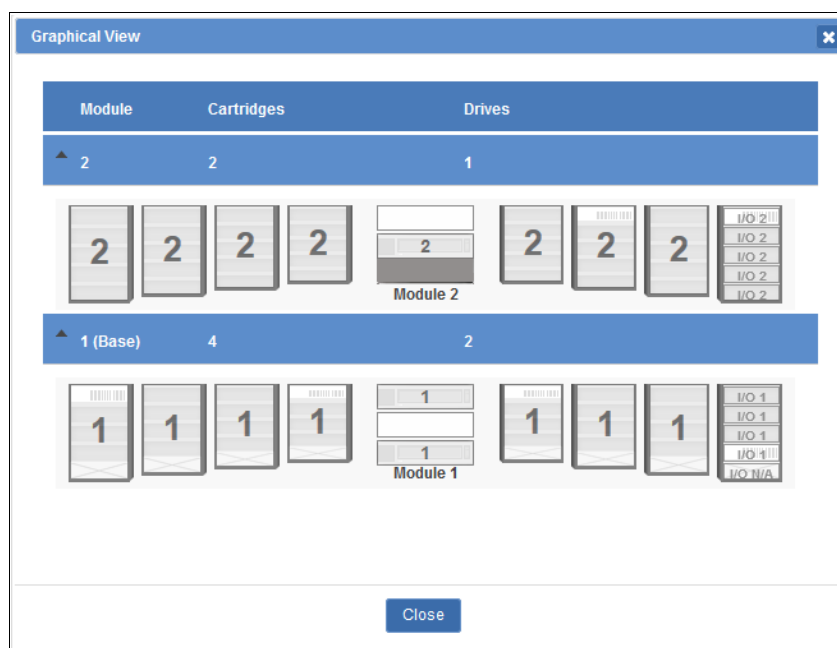 Graphical View
Module Cartridges Drives
2 2 1
2 2 2 2 2 2 2 2 I/O 2
I/O 2
I/O 2
I/O 2
I/O 2
Module 2
1 (Base) 4 2
1 1 1 1 1 1 1 1 I/O 1
I/O 1
I/O 1
1 I/O 1
I/O N/A
Module 1
Close